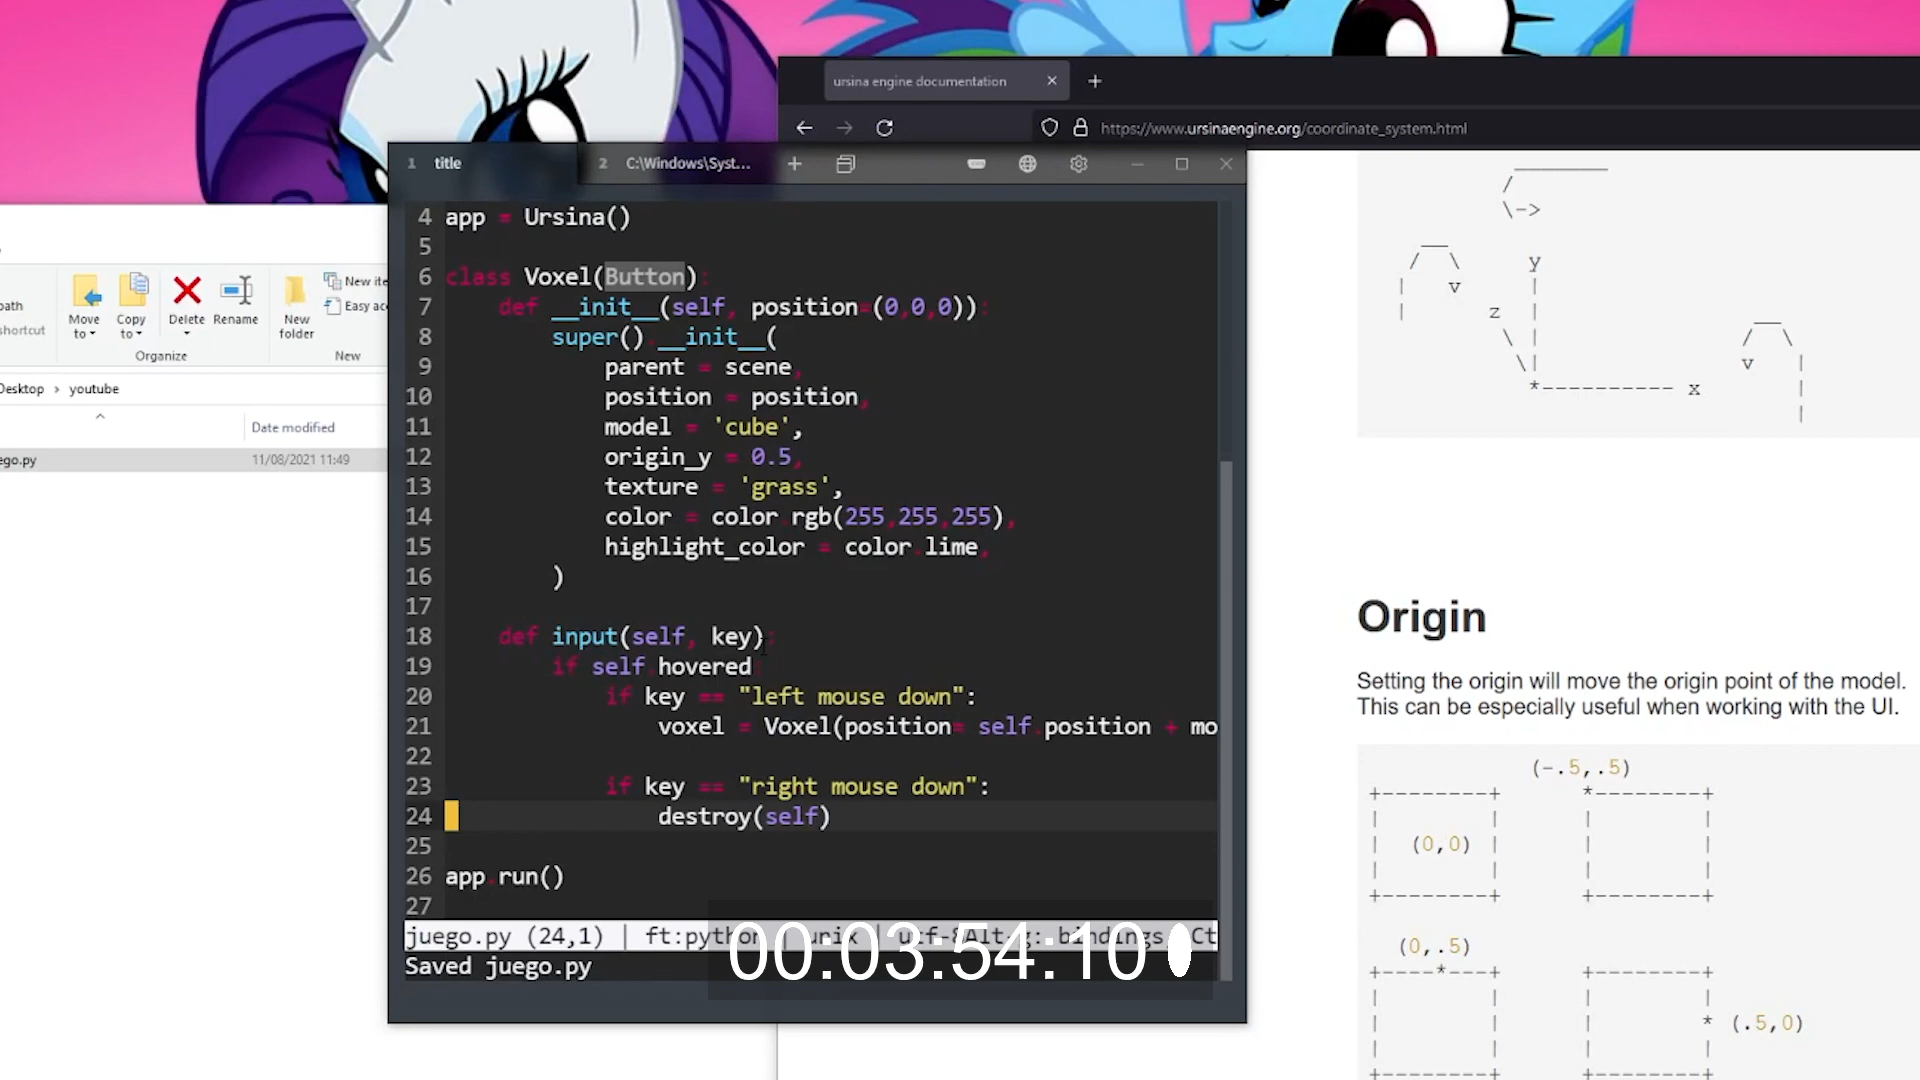 ursina engine documentation
https://www.ursinaengine.org/coordinate_system.html
1 title
2 C:\Windows\Syst...
Move to
Copy to
Delete
Rename
New folder
Easy
shortcut
Organize
New
Desktop > youtube
Date modified
11/08/2021 11:49
4 app = Ursina()
5
6 class Voxel(Button):
7 def __init__(self, position=(0,0,0)):
8 super().__init__(
9 parent = scene,
10 position = position,
11 model = 'cube',
12 origin_y = 0.5,
13 texture = 'grass',
14 color = color.rgb(255,255,255),
15 highlight_color = color.lime,
16 )
17
18 def input(self, key):
19 if self.hovered:
20 if key == "left mouse down":
21 voxel = Voxel(position= self.position + mo
22
23 if key == "right mouse down":
24 destroy(self)
25
26 app.run()
27
juego.py (24,1) | ft:python | unix | utf-8Alt-g: bindings, Ct
Saved juego.py
00:03:54:10
y
v
z
v
x
Origin
Setting the origin will move the origin point of the model.
This can be especially useful when working with the UI.
(-.5,.5)
(0,0)
(0,.5)
(.5,0)